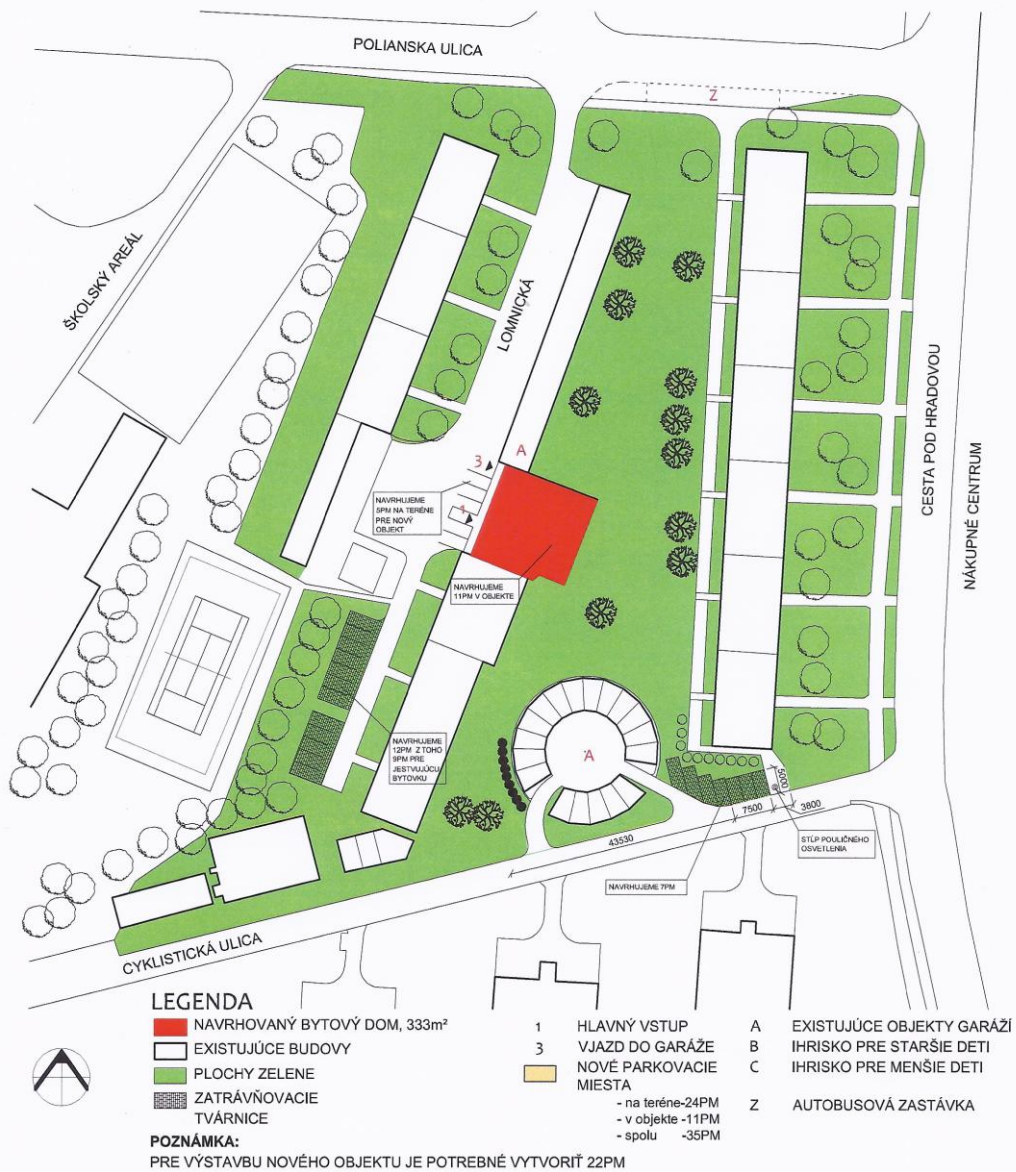 POLIANSKA ULICA
Z
ŠKOLSKÝ AREÁL
LOMNICKÁ
CESTA POD HRADOVOU
NÁKUPNÉ CENTRUM
3
A
NAVRHUJEME
5PM NA TERÉNE
PRE NOVÝ
OBJEKT
1
NAVRHUJEME
11PM V OBJEKTE
NAVRHUJEME
12PM Z TOHO
9PM PRE
JESTVUJÚCU
BYTOVKU
A
5000
7500
3800
43530
STĹP POULIČNÉHO
OSVETLENIA
NAVRHUJEME 7PM
CYKLISTICKÁ ULICA
LEGENDA
NAVRHOVANÝ BYTOVÝ DOM, 333m²
EXISTUJÚCE BUDOVY
PLOCHY ZELENE
ZATRÁVŇOVACIE
TVÁRNICE
1 HLAVNÝ VSTUP
3 VJAZD DO GARÁŽE
NOVÉ PARKOVACIE
MIESTA
- na teréne-24PM
- v objekte -11PM
- spolu -35PM
A EXISTUJÚCE OBJEKTY GARÁŽÍ
B IHRISKO PRE STARŠIE DETI
C IHRISKO PRE MENŠIE DETI
Z AUTOBUSOVÁ ZASTÁVKA
POZNÁMKA:
PRE VÝSTAVBU NOVÉHO OBJEKTU JE POTREBNÉ VYTVORIŤ 22PM